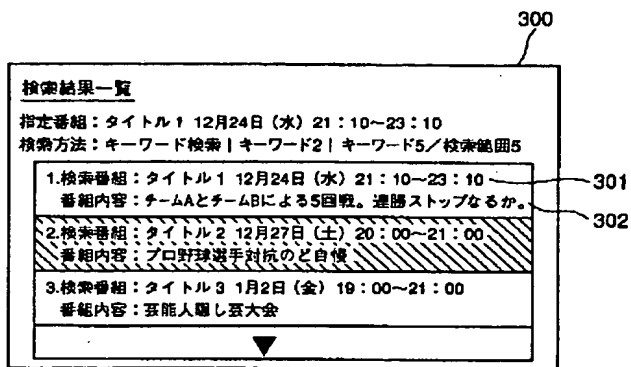 300
検索結果一覧
指定番組：タイトル1 12月24日（水）21：10～23：10
検索方法：キーワード検索｜キーワード2｜キーワード5／検索範囲5
1.検索番組：タイトル1 12月24日（水）21：10～23：10
301
番組内容：チームAとチームBによる5回戦。連勝ストップなるか。
302
2.検索番組：タイトル2 12月27日（土）20：00～21：00
番組内容：プロ野球選手対抗のど自慢
3.検索番組：タイトル3 1月2日（金）19：00～21：00
番組内容：芸能人隠し芸大会